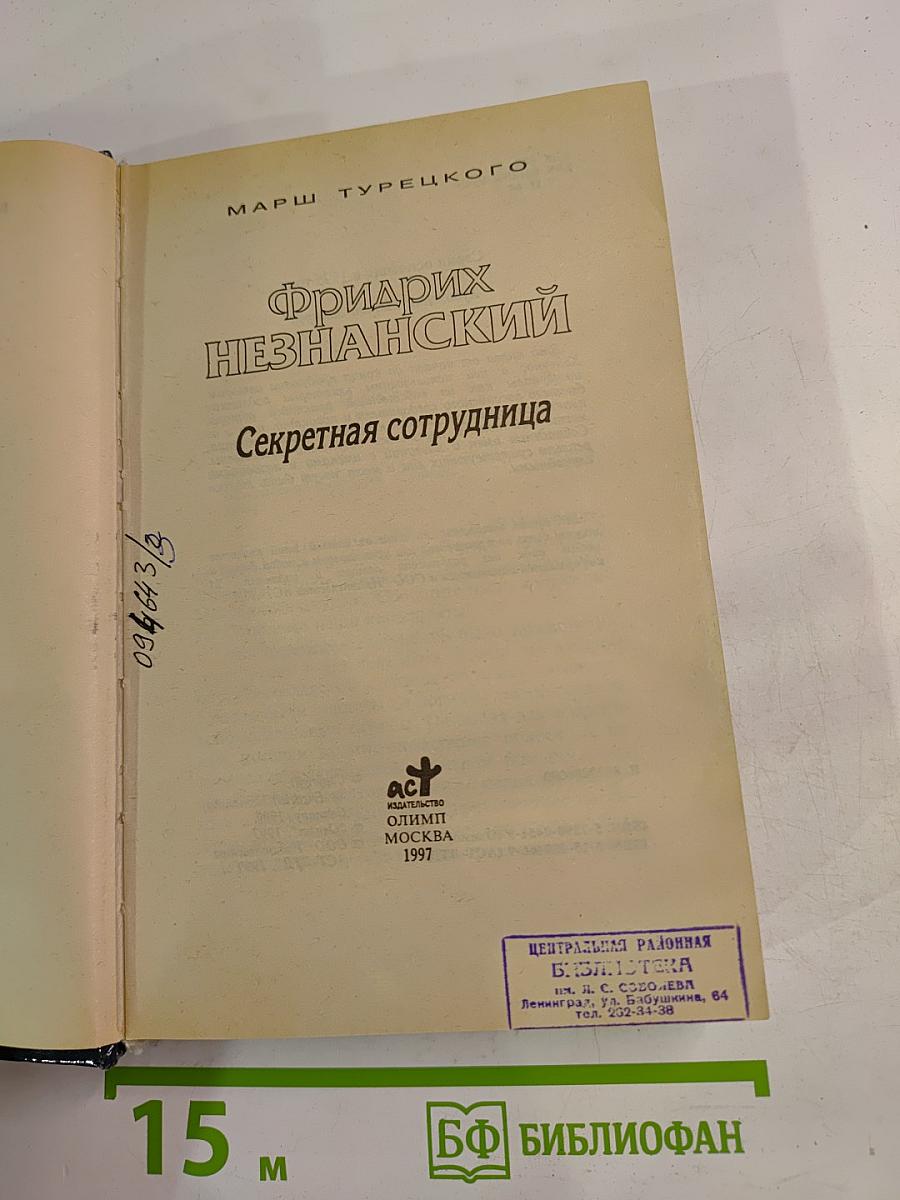 МАРШ ТУРЕЦКОГО
Фридрих
НЕЗНАНСКИЙ
Секретная сотрудница
аст
ИЗДАТЕЛЬСТВО
ОЛИМП
МОСКВА
1997
ЦЕНТРАЛЬНАЯ РАЙОННАЯ
БИБЛИОТЕКА
им. Л. С. СОБОЛЕВА
Ленинград, ул. Бабушкина, 64
тел. 262-34-38
15 м
БФ БИБЛИОФАН